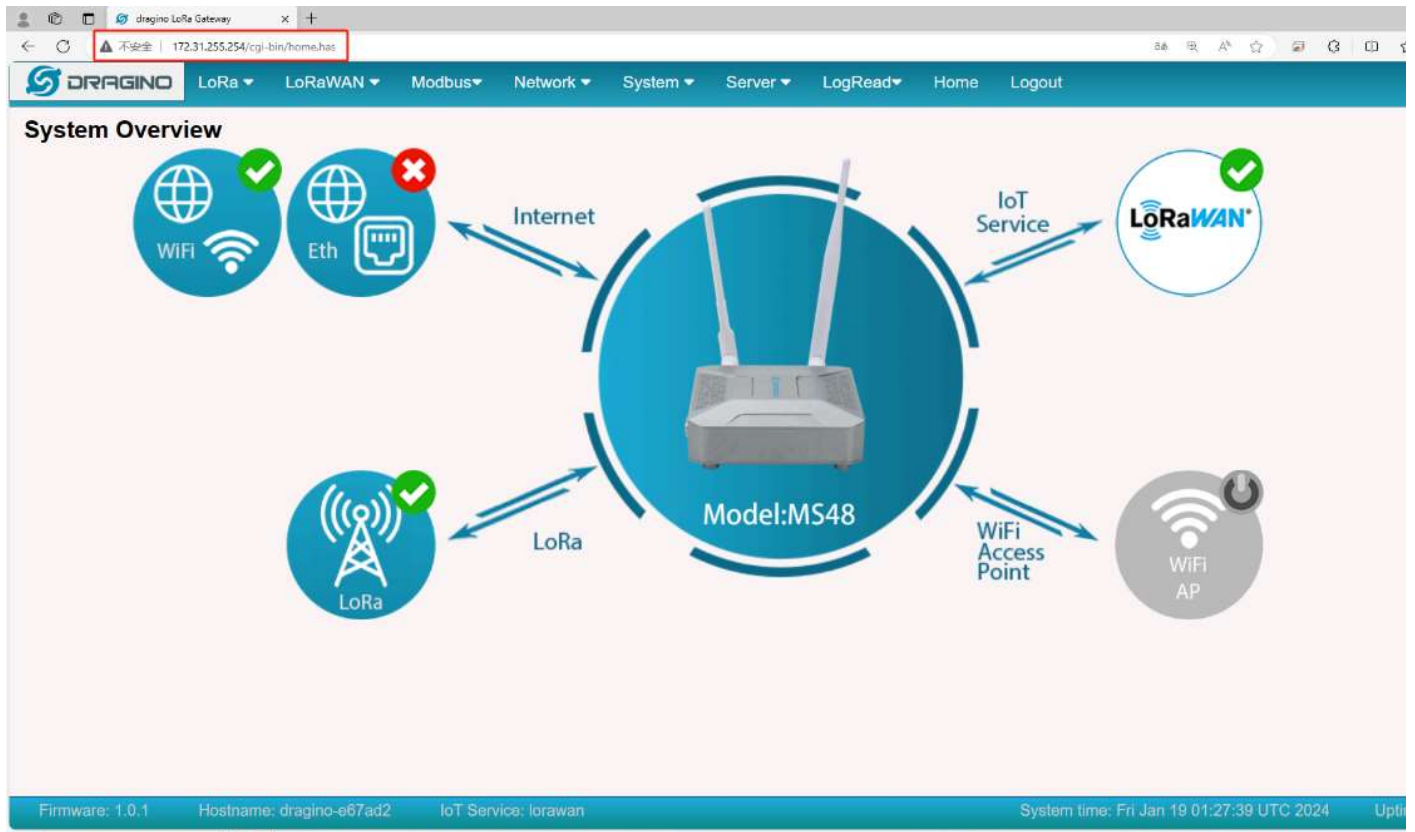 dragino LoRa Gateway
不安全 172.31.255.254/cgi-bin/home.has
DRAGINO LoRa LoRaWAN Modbus Network System Server LogRead Home Logout
System Overview
WiFi
Eth
Internet
IoT
Service
LoRaWAN®
Model:MS48
LoRa
LoRa
WiFi
Access
Point
WiFi
AP
Firmware: 1.0.1 Hostname: dragino-e67ad2 IoT Service: lorawan System time: Fri Jan 19 01:27:39 UTC 2024